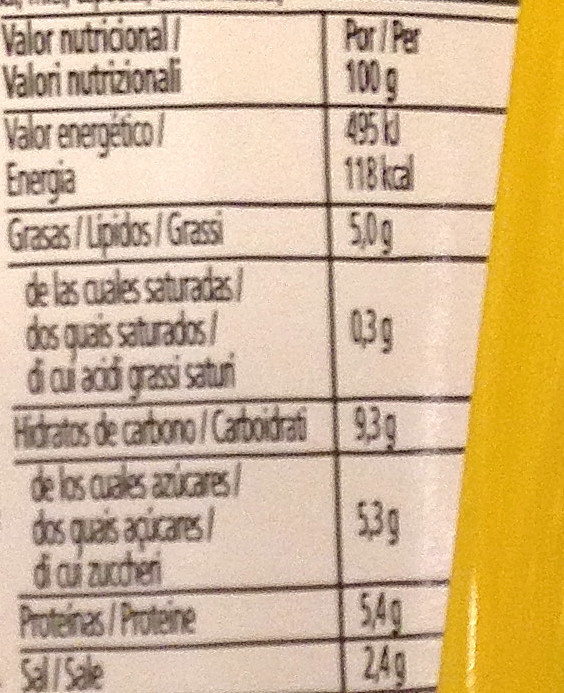 Valor nutricional / Por / Per
Valori nutrizionali 100 g
Valor energético / 495 kJ
Energia 118 kcal
Grasas / Lípidos / Grassi 5,0 g
de las cuales saturadas /
dos quais saturados / 0,3 g
di cui acidi grassi saturi
Hidratos de carbono / Carboidrati 9,3 g
de los cuales azúcares /
dos quais açúcares / 5,3 g
di cui zuccheri
Proteínas / Proteine 5,4 g
Sal / Sale 2,4 g